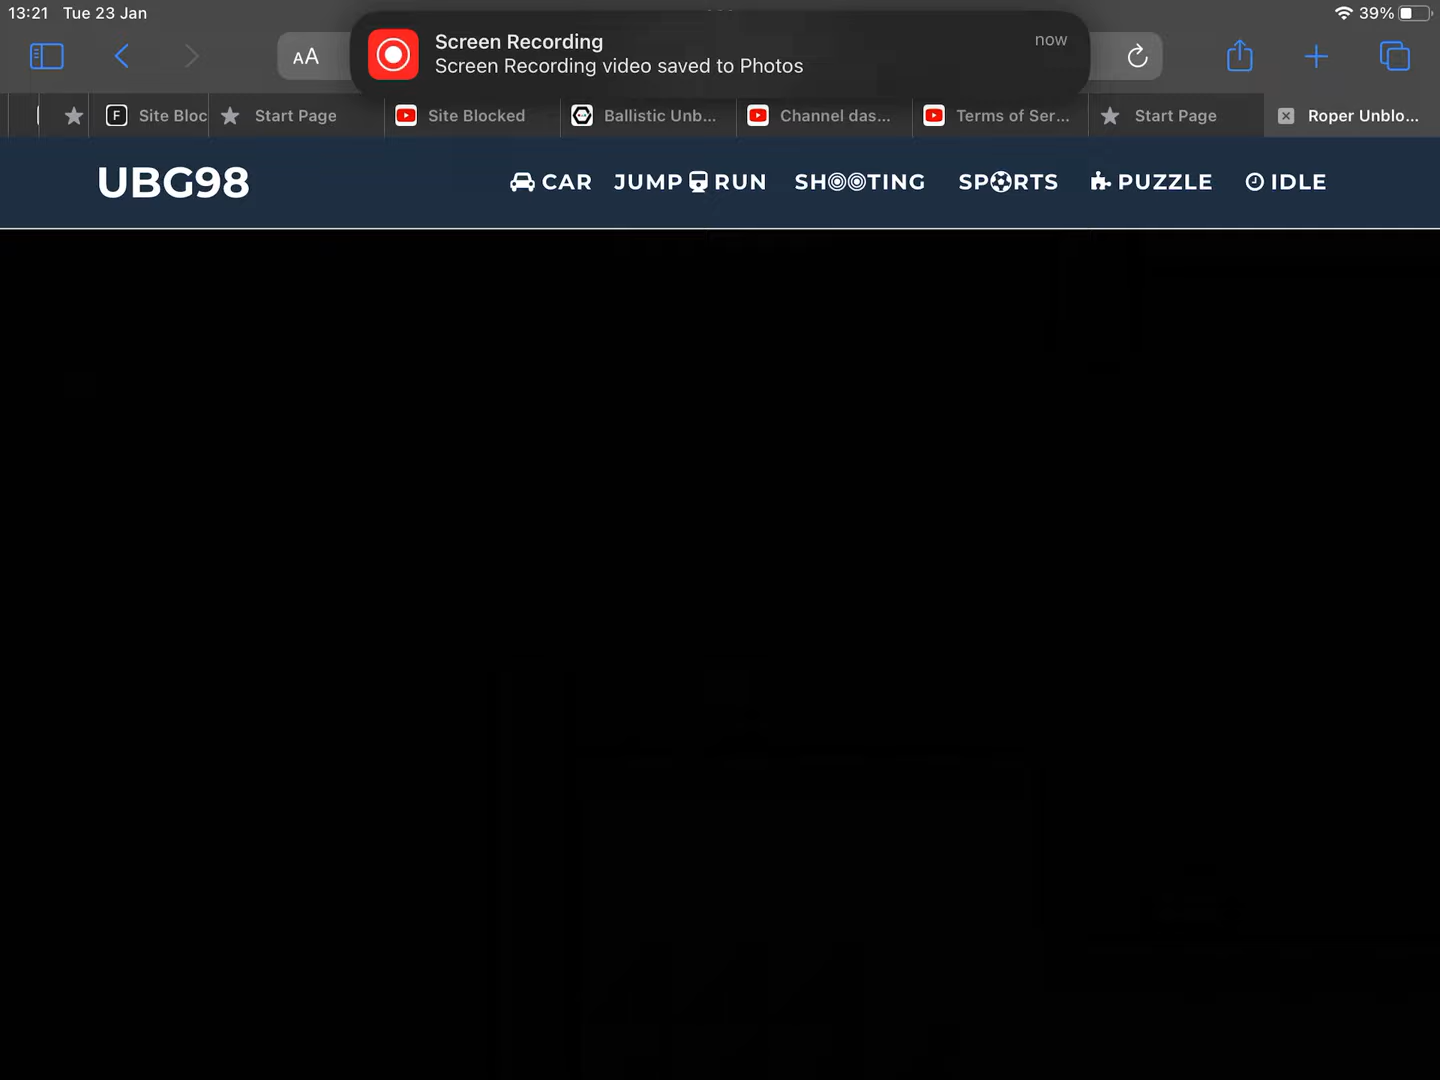 13:21 Tue 23 Jan
39%
AA
Screen Recording
now
Screen Recording video saved to Photos
Site Bloc
Start Page
Site Blocked
Ballistic Unb...
Channel das...
Terms of Ser...
Start Page
Roper Unblo...
UBG98
CAR
JUMP RUN
SHOOTING
SPORTS
PUZZLE
IDLE